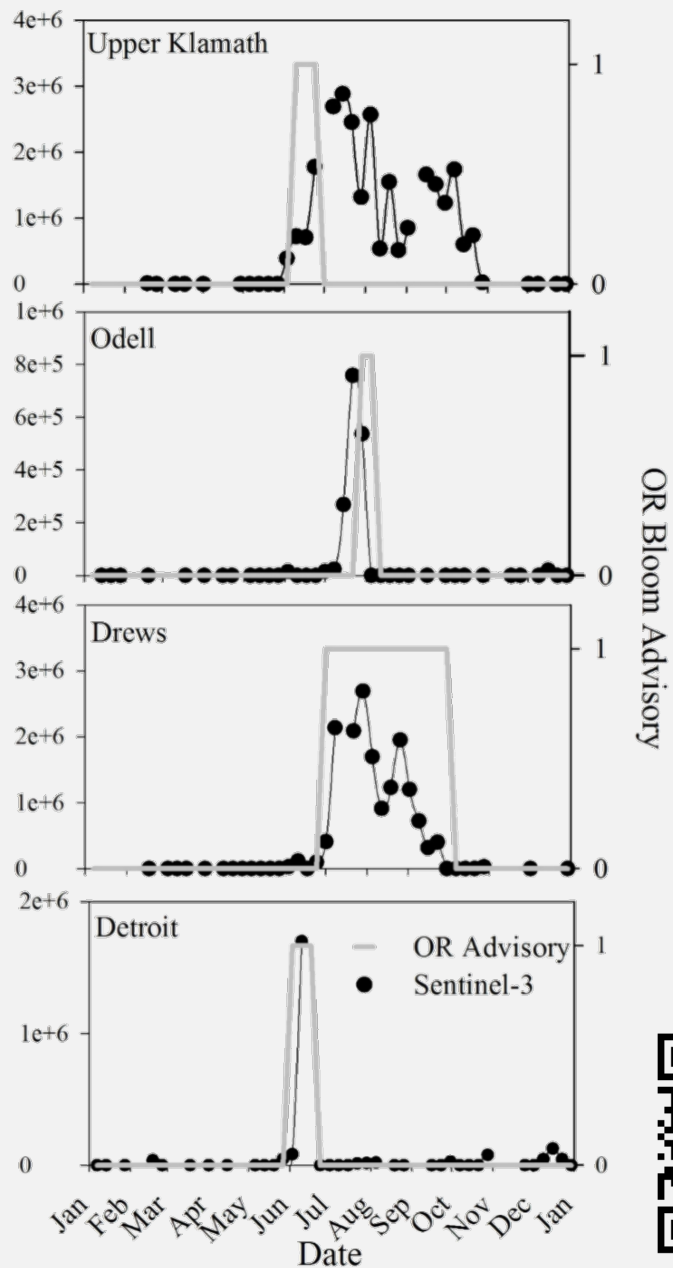 4e+6
Upper Klamath
3e+6
1
2e+6
1e+6
0
0
1e+6
Odell
8e+5
1
6e+5
4e+5
2e+5
0
0
4e+6
Drews
3e+6
1
2e+6
1e+6
0
0
OR Bloom Advisory
2e+6
Detroit
OR Advisory
1
Sentinel-3
1e+6
0
0
Jan Feb Mar Apr May Jun Jul Aug Sep Oct Nov Dec Jan
Date